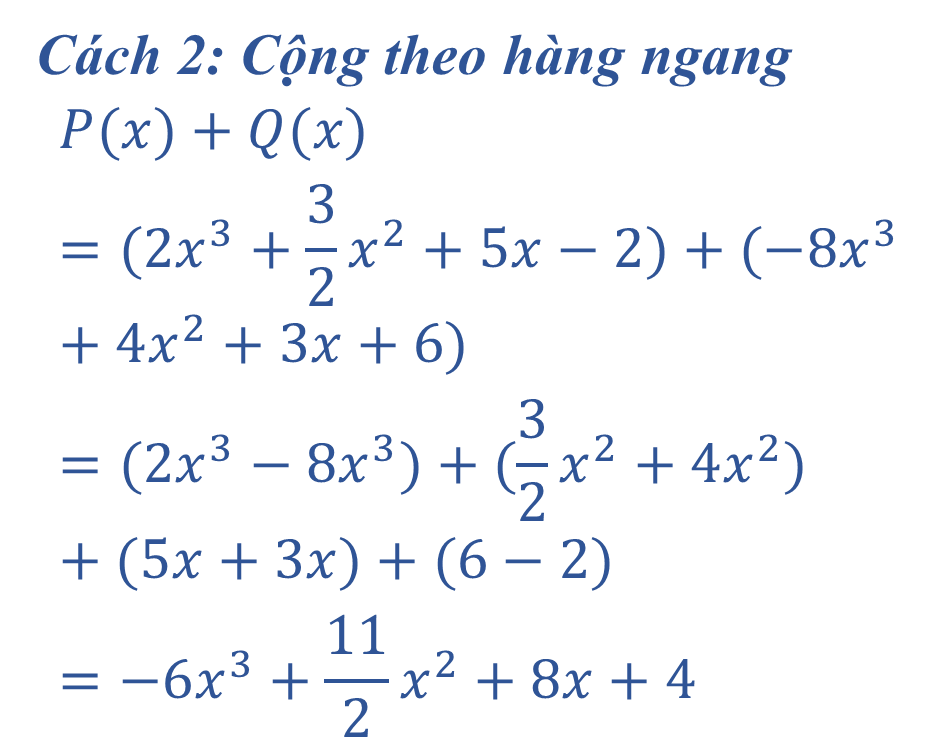 Cách 2: Cộng theo hàng ngang
P(x) + Q(x)
= (2x³ + 3/2 x² + 5x − 2) + (−8x³
+ 4x² + 3x + 6)
= (2x³ − 8x³) + (3/2 x² + 4x²)
+ (5x + 3x) + (6 − 2)
= −6x³ + 11/2 x² + 8x + 4